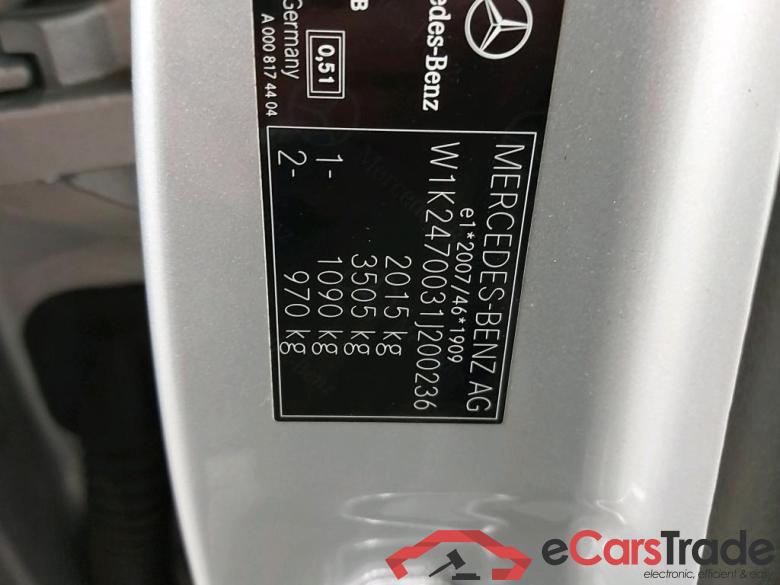 MERCEDES-BENZ AG
e1*2007/46*1909
W1K2470031J200236
2015 kg
3505 kg
1- 1090 kg
2- 970 kg
edes-Benz
B
0,51
Germany
A 000 817 44 04
eCarsTrade
electronic, efficient & easy